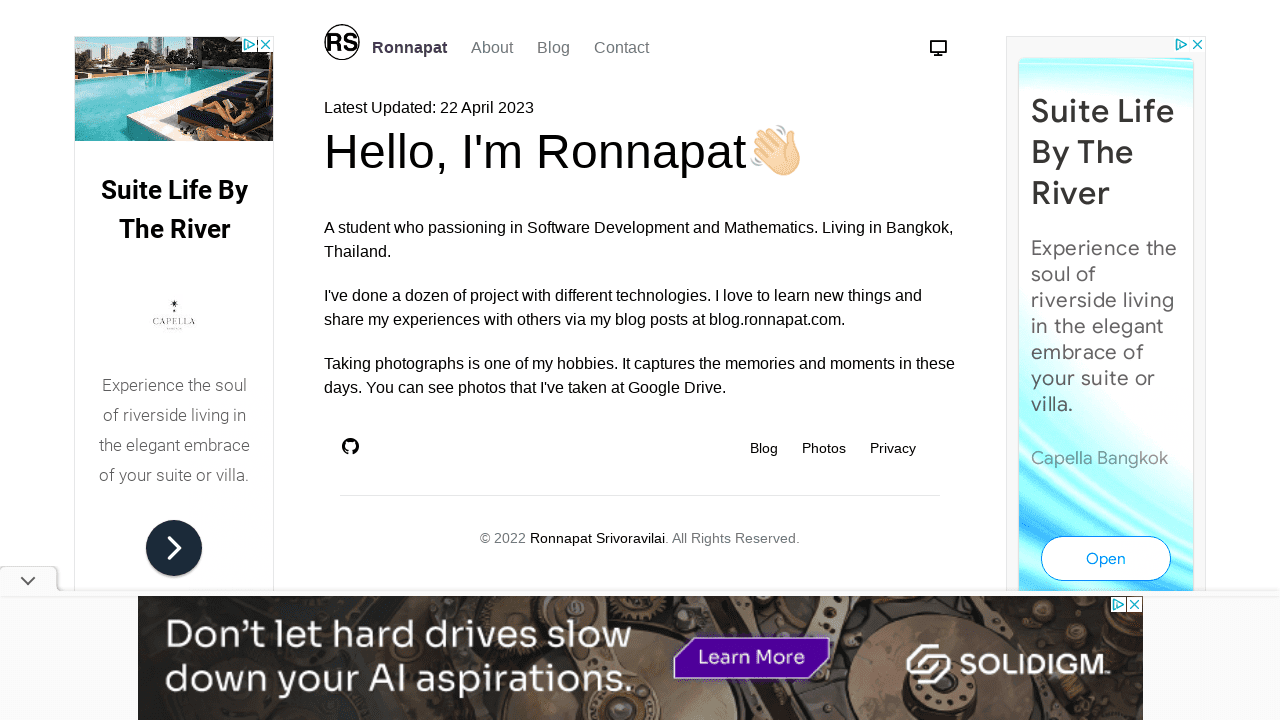 RS
Ronnapat
About
Blog
Contact
Latest Updated: 22 April 2023
Hello, I'm Ronnapat👋🏼
A student who passioning in Software Development and Mathematics. Living in Bangkok,
Thailand.
I've done a dozen of project with different technologies. I love to learn new things and
share my experiences with others via my blog posts at blog.ronnapat.com.
Taking photographs is one of my hobbies. It captures the memories and moments in these
days. You can see photos that I've taken at Google Drive.
Blog
Photos
Privacy
© 2022 Ronnapat Srivoravilai. All Rights Reserved.
Suite Life By
The River
CAPELLA
Experience the soul
of riverside living in
the elegant embrace
of your suite or villa.
Suite Life
By The
River
Experience the
soul of
riverside living
in the elegant
embrace of
your suite or
villa.
Capella Bangkok
Open
Don't let hard drives slow
down your AI aspirations.
Learn More
SOLIDIGM